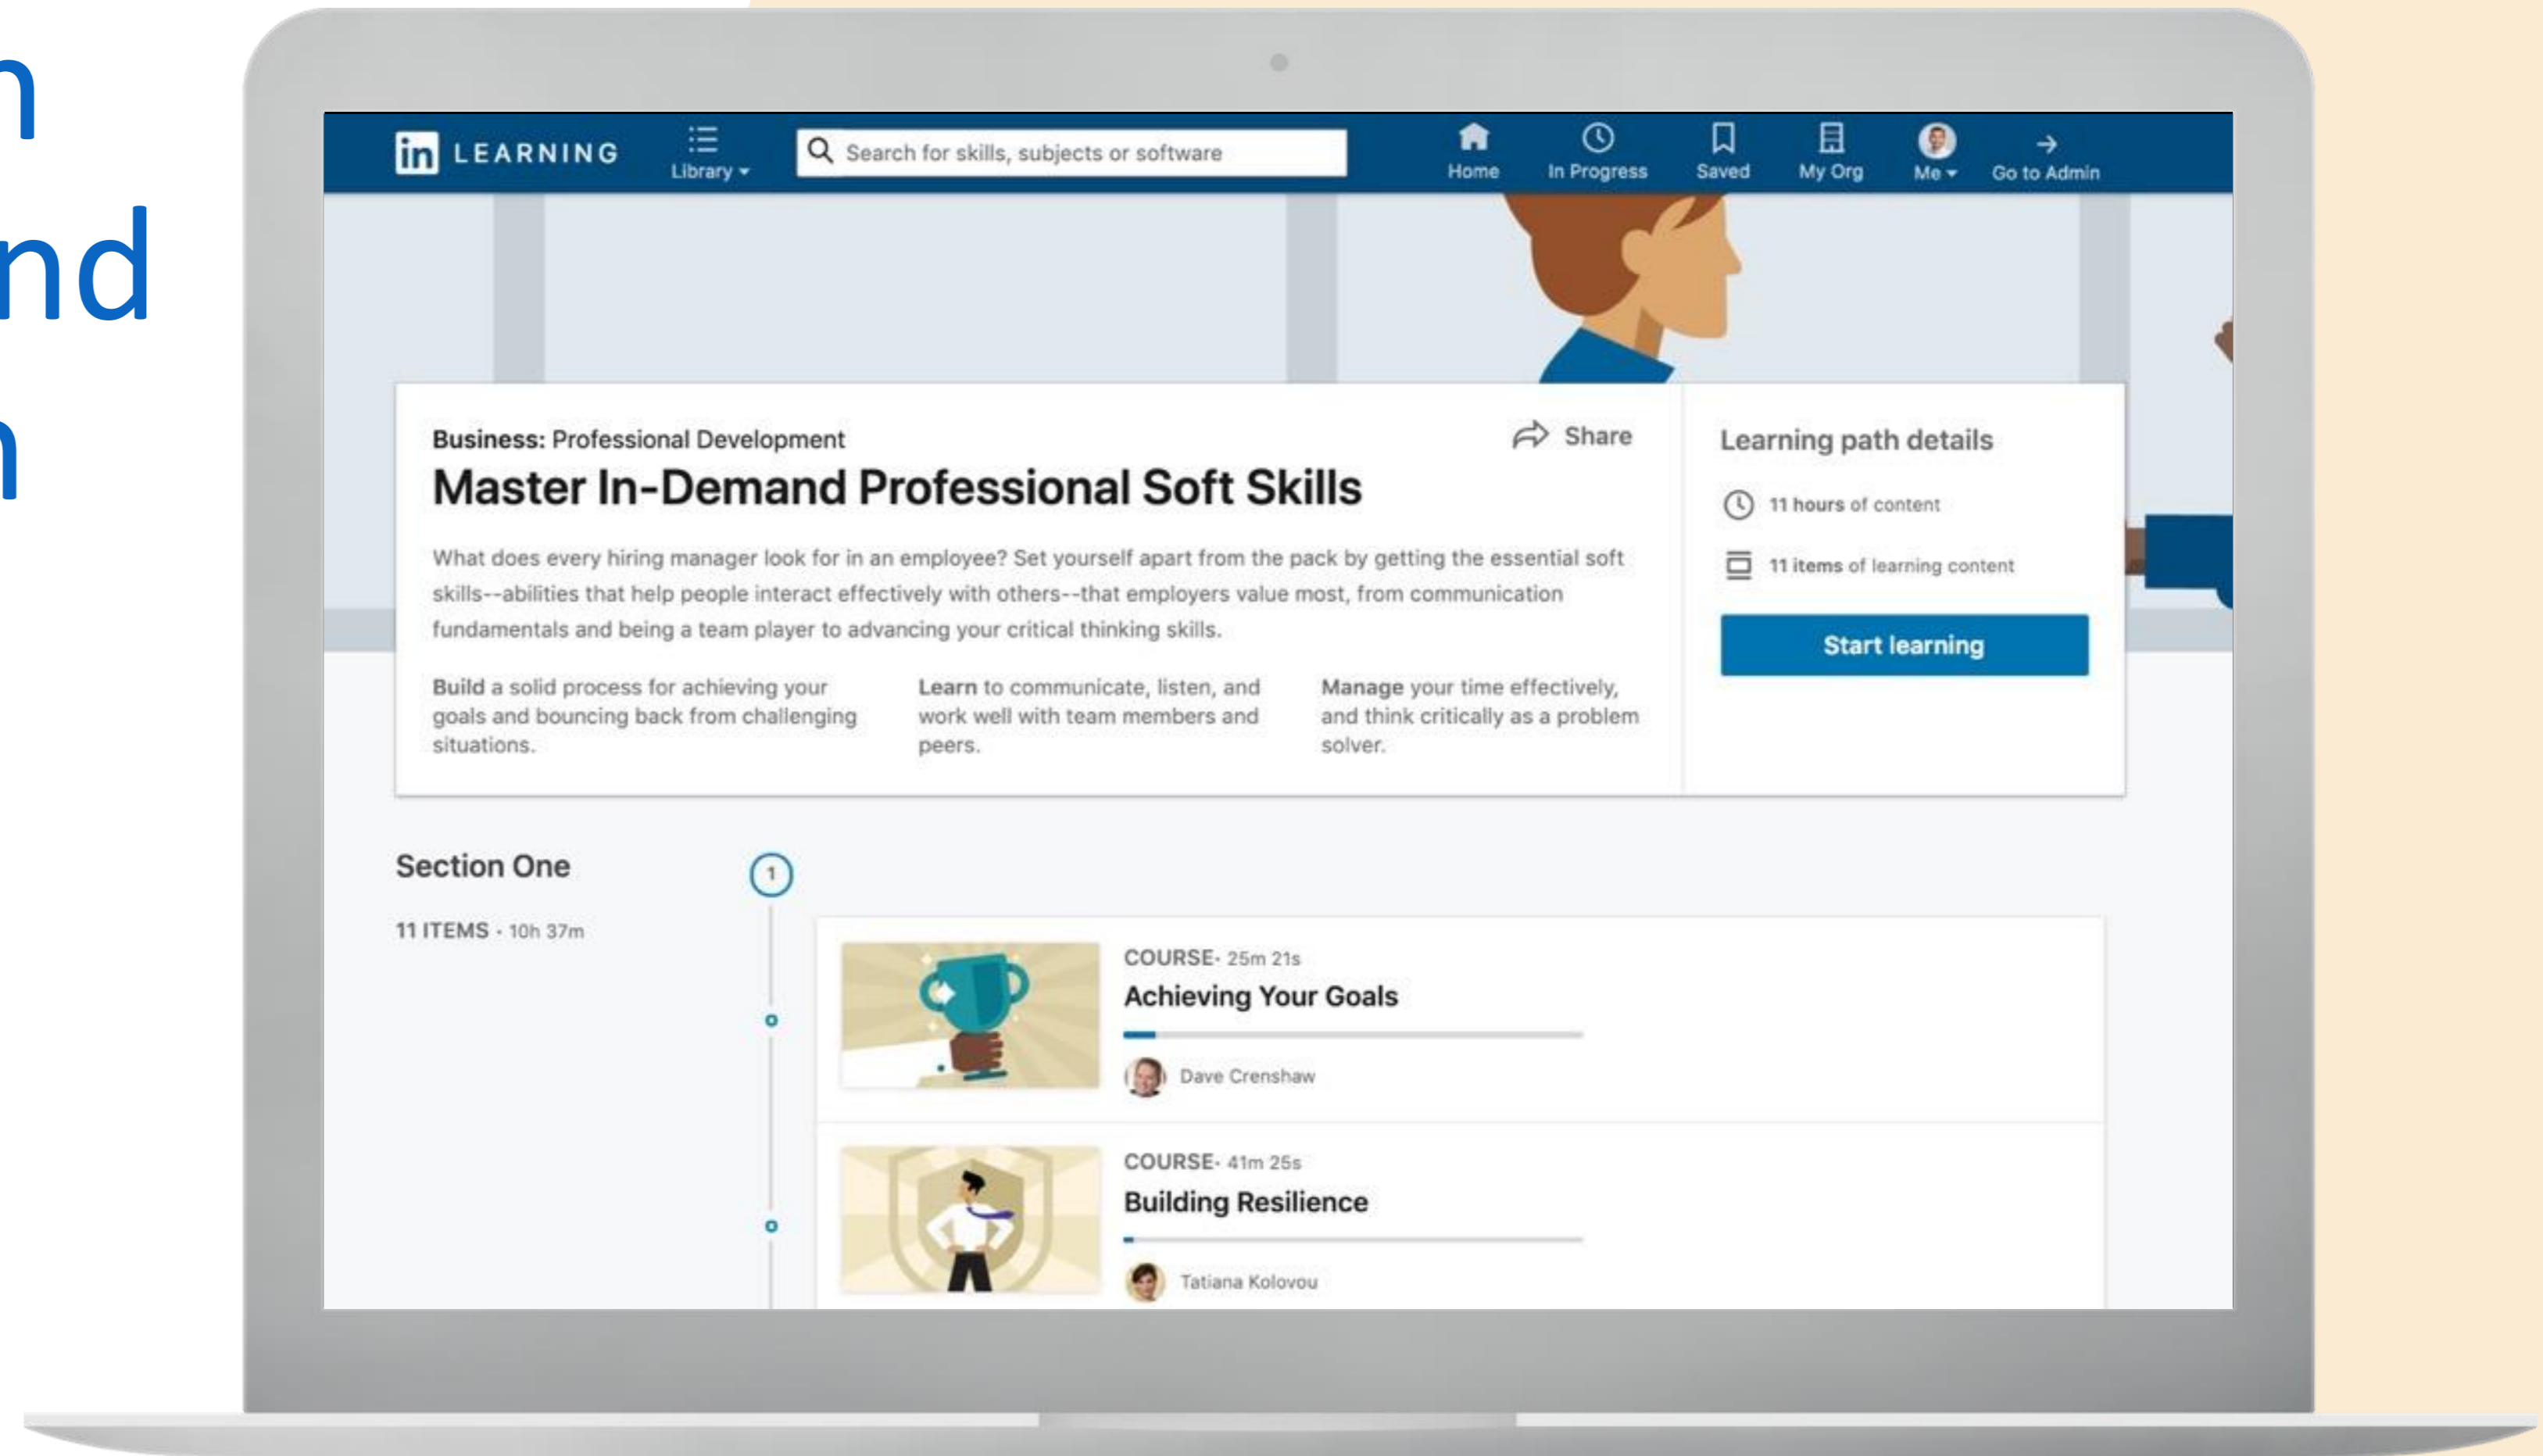 n
nd
n
in LEARNING
Library
Search for skills, subjects or software
Home
In Progress
Saved
My Org
Me
Go to Admin
Business: Professional Development
Share
Master In-Demand Professional Soft Skills
What does every hiring manager look for in an employee? Set yourself apart from the pack by getting the essential soft
skills--abilities that help people interact effectively with others--that employers value most, from communication
fundamentals and being a team player to advancing your critical thinking skills.
Build a solid process for achieving your
goals and bouncing back from challenging
situations.
Learn to communicate, listen, and
work well with team members and
peers.
Manage your time effectively,
and think critically as a problem
solver.
Learning path details
11 hours of content
11 items of learning content
Start learning
Section One
11 ITEMS · 10h 37m
1
COURSE· 25m 21s
Achieving Your Goals
Dave Crenshaw
COURSE· 41m 25s
Building Resilience
Tatiana Kolovou